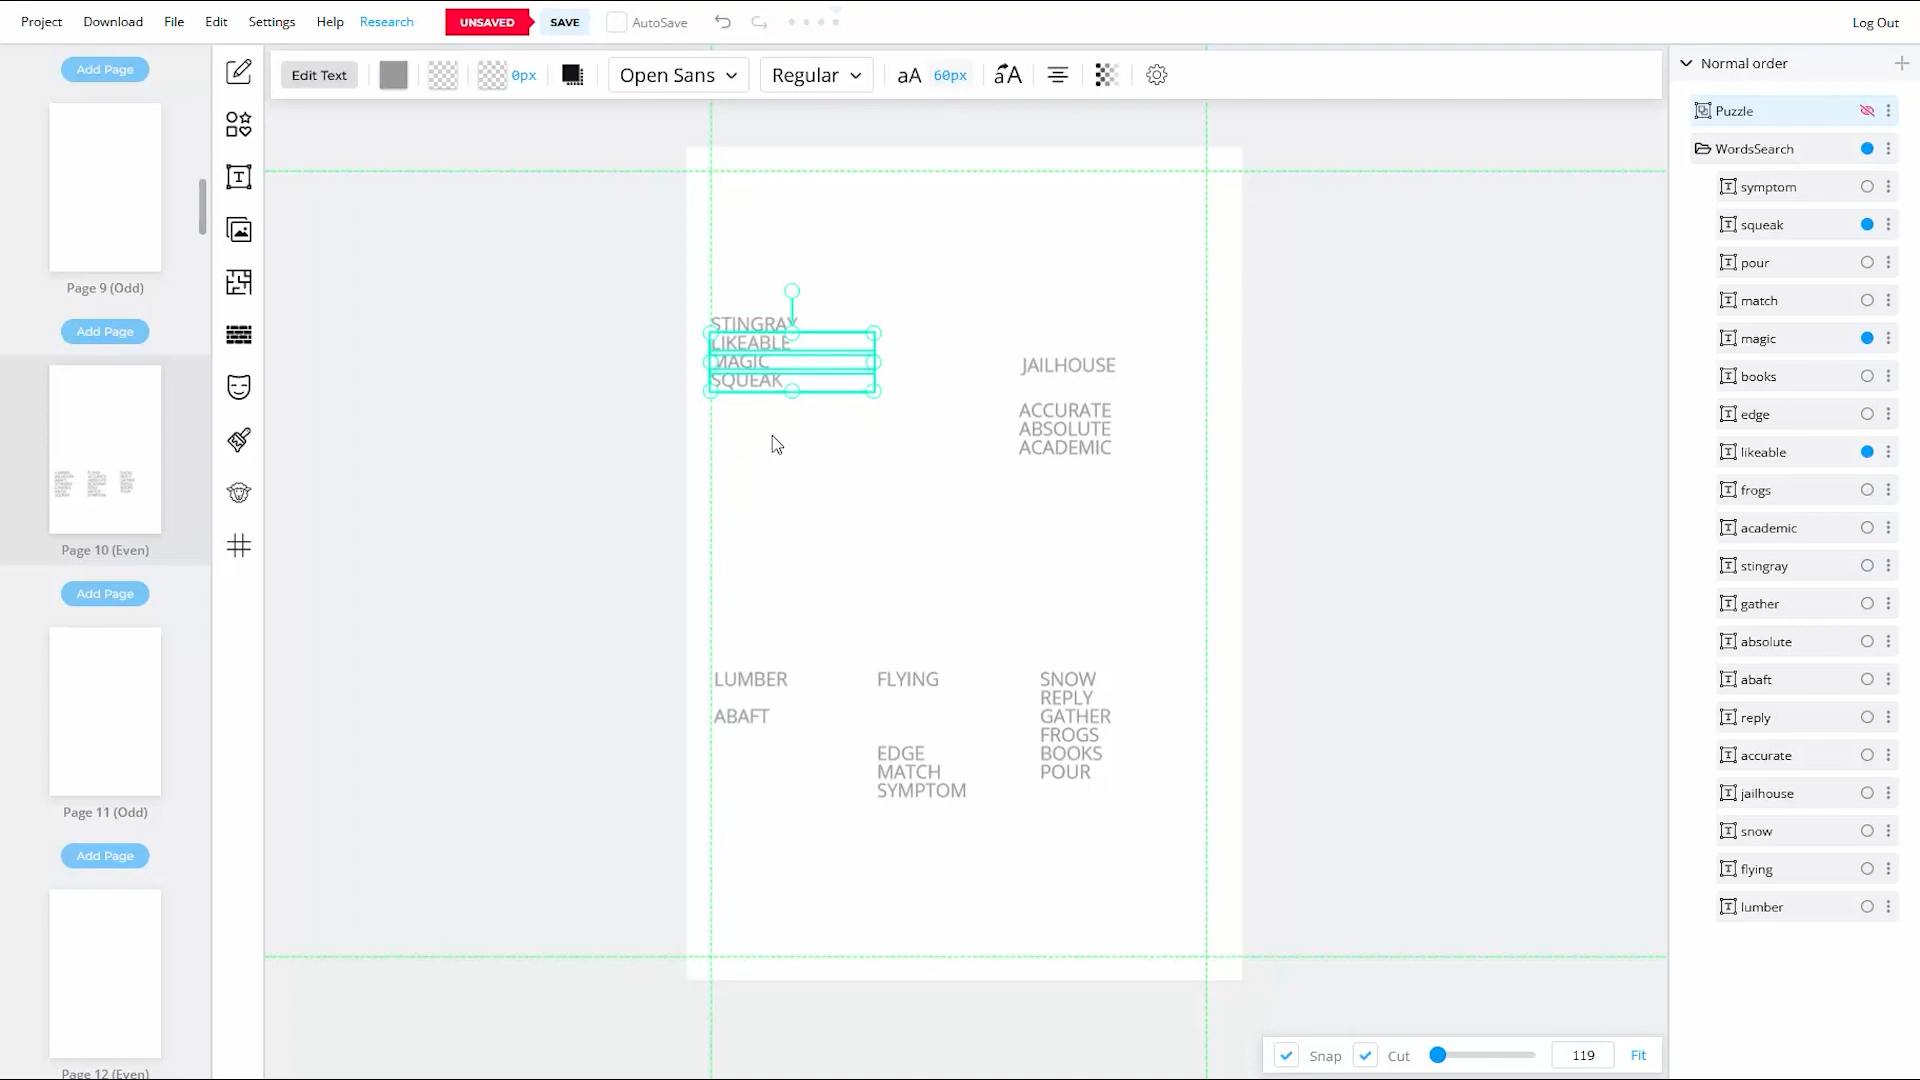 Project Download File Edit Settings Help Research UNSAVED SAVE AutoSave Log Out
Edit Text 0px Open Sans Regular aA 60px
Add Page
Page 9 (Odd)
Add Page
Page 10 (Even)
Add Page
Page 11 (Odd)
Add Page
Page 12 (Even)
STINGRAY
LIKEABLE
MAGIC
SQUEAK
JAILHOUSE
ACCURATE
ABSOLUTE
ACADEMIC
LUMBER FLYING SNOW
REPLY
ABAFT GATHER
FROGS
EDGE BOOKS
MATCH POUR
SYMPTOM
Normal order
Puzzle
WordsSearch
symptom
squeak
pour
match
magic
books
edge
likeable
frogs
academic
stingray
gather
absolute
abaft
reply
accurate
jailhouse
snow
flying
lumber
Snap Cut 119 Fit